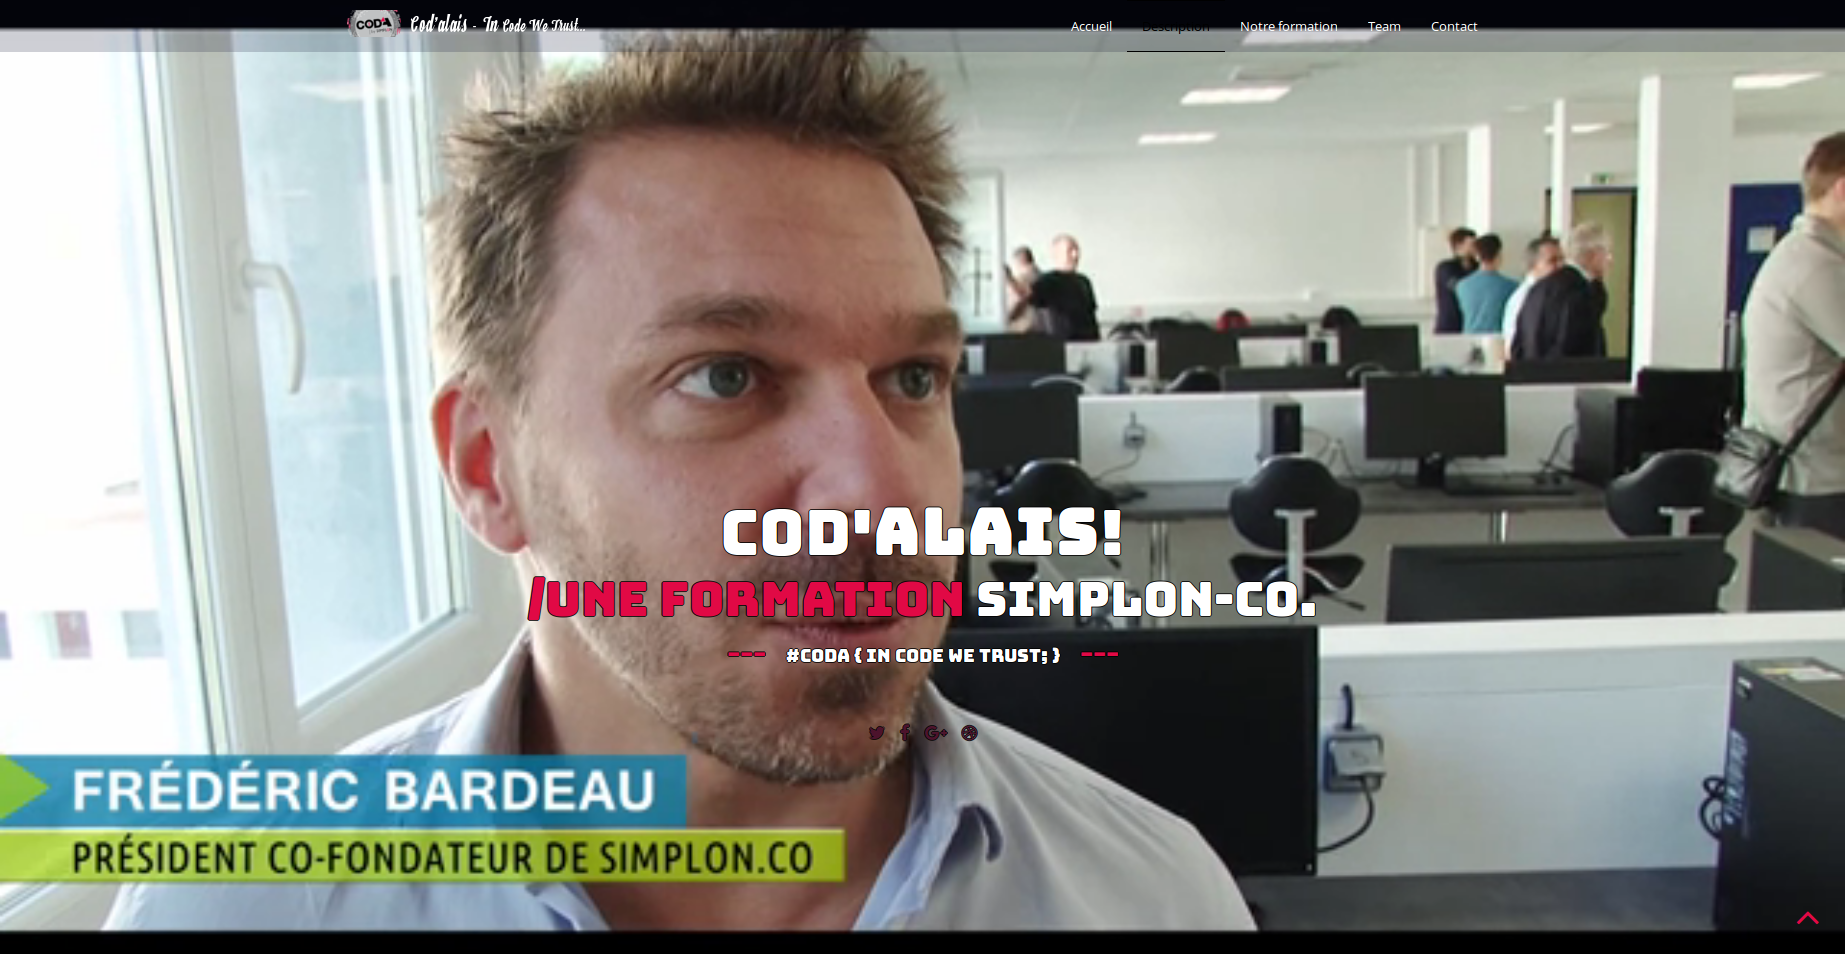 COD'A
Cod'alais - In Code We Trust...
Accueil
Description
Notre formation
Team
Contact
COD'ALAIS!
/UNE FORMATION SIMPLON-CO.
--- #CODA { IN CODE WE TRUST; } ---
FRÉDÉRIC BARDEAU
PRÉSIDENT CO-FONDATEUR DE SIMPLON.CO